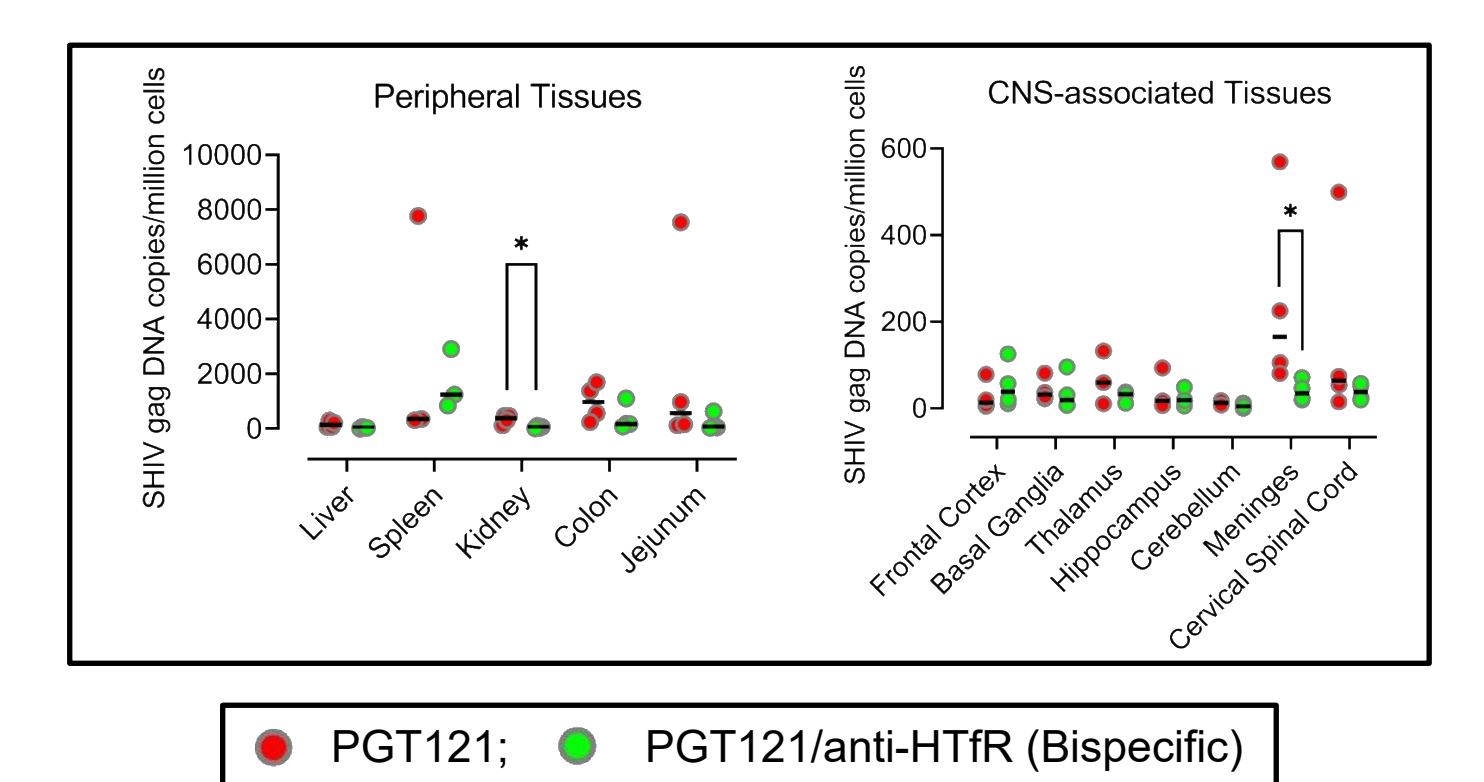 Peripheral Tissues
SHIV gag DNA copies/million cells
10000
8000
6000
4000
2000
0
*
Liver
Spleen
Kidney
Colon
Jejunum
CNS-associated Tissues
SHIV gag DNA copies/million cells
600
400
200
0
*
Frontal Cortex
Basal Ganglia
Thalamus
Hippocampus
Cerebellum
Meninges
Cervical Spinal Cord
PGT121; PGT121/anti-HTfR (Bispecific)